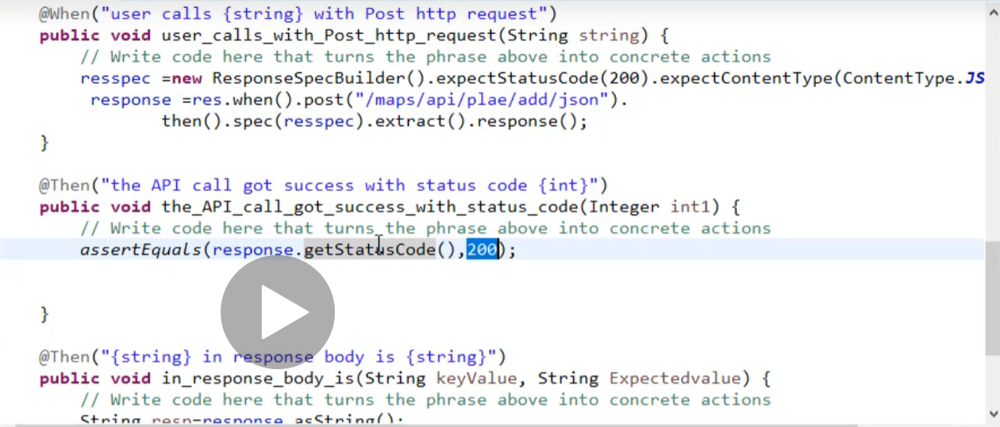 @When("user calls {string} with Post http request")
public void user_calls_with_Post_http_request(String string) {
// Write code here that turns the phrase above into concrete actions
resspec =new ResponseSpecBuilder().expectStatusCode(200).expectContentType(ContentType.JS
response =res.when().post("/maps/api/plae/add/json").
then().spec(resspec).extract().response();
}
@Then("the API call got success with status code {int}")
public void the_API_call_got_success_with_status_code(Integer int1) {
// Write code here that turns the phrase above into concrete actions
assertEquals(response.getStatusCode(),200);
}
@Then("{string} in response body is {string}")
public void in_response_body_is(String keyValue, String Expectedvalue) {
// Write code here that turns the phrase above into concrete actions
String resp=response.asString();